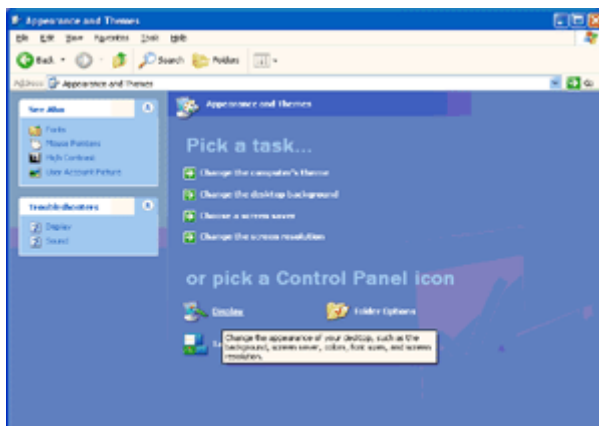 Appearance and Themes
File Edit View Favorites Tools Help
Back Search Folders
Address Appearance and Themes
See Also
Fonts
Mouse Pointers
High Contrast
User Account Picture
Troubleshooters
Display
Sound
Appearance and Themes
Pick a task...
Change the computer's theme
Change the desktop background
Choose a screen saver
Change the screen resolution
or pick a Control Panel icon
Display Folder Options
Change the appearance of your desktop, such as the
background, screen saver, colors, font sizes, and screen
resolution.